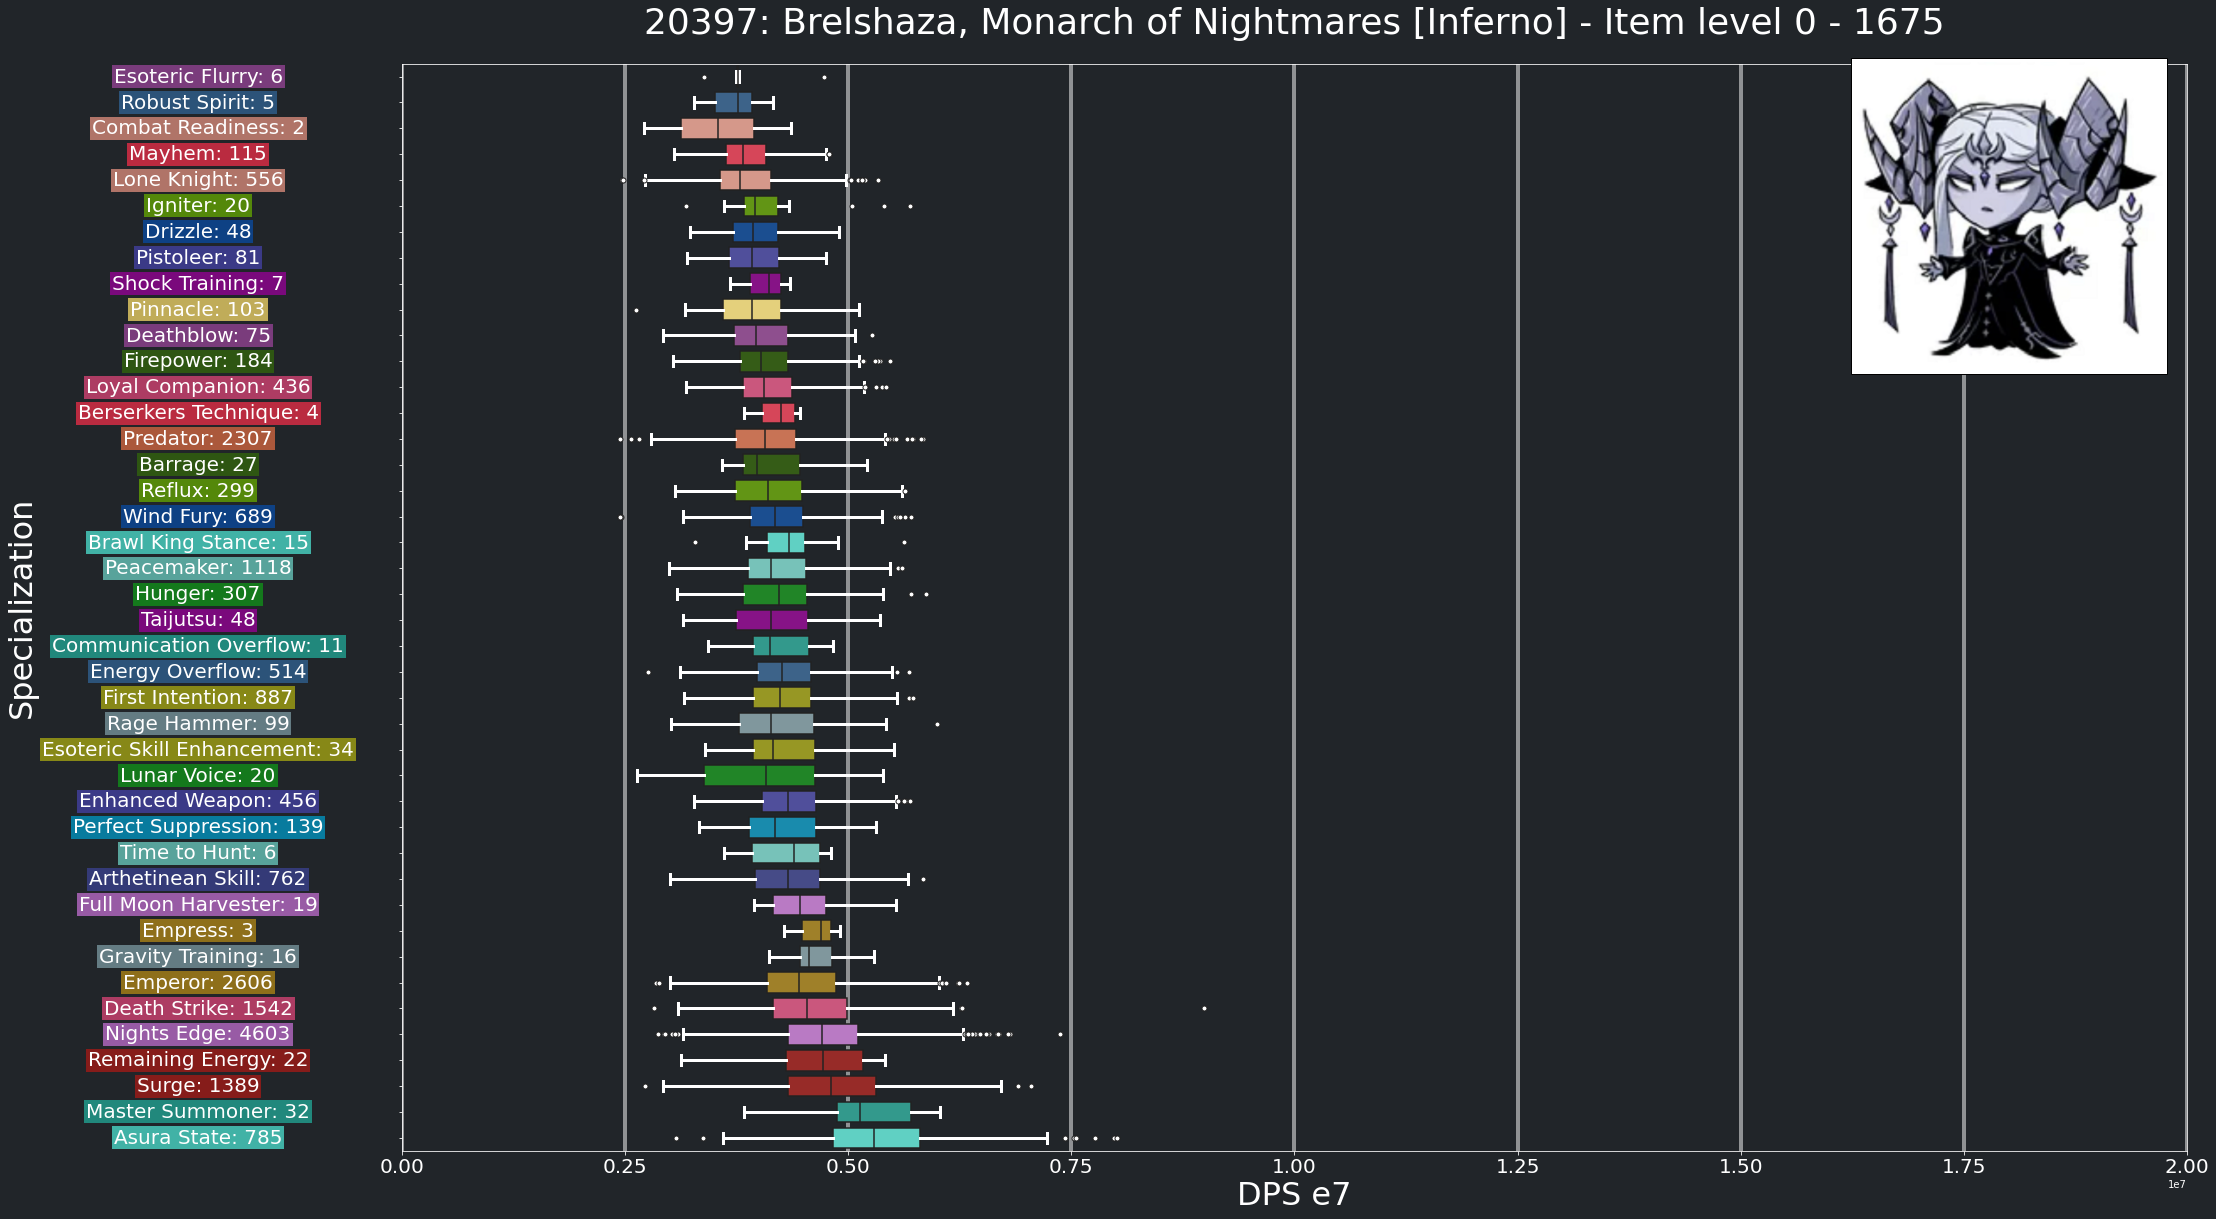 20397: Brelshaza, Monarch of Nightmares [Inferno] - Item level 0 - 1675
Specialization
Esoteric Flurry: 6
Robust Spirit: 5
Combat Readiness: 2
Mayhem: 115
Lone Knight: 556
Igniter: 20
Drizzle: 48
Pistoleer: 81
Shock Training: 7
Pinnacle: 103
Deathblow: 75
Firepower: 184
Loyal Companion: 436
Berserkers Technique: 4
Predator: 2307
Barrage: 27
Reflux: 299
Wind Fury: 689
Brawl King Stance: 15
Peacemaker: 1118
Hunger: 307
Taijutsu: 48
Communication Overflow: 11
Energy Overflow: 514
First Intention: 887
Rage Hammer: 99
Esoteric Skill Enhancement: 34
Lunar Voice: 20
Enhanced Weapon: 456
Perfect Suppression: 139
Time to Hunt: 6
Arthetinean Skill: 762
Full Moon Harvester: 19
Empress: 3
Gravity Training: 16
Emperor: 2606
Death Strike: 1542
Nights Edge: 4603
Remaining Energy: 22
Surge: 1389
Master Summoner: 32
Asura State: 785
0.00 0.25 0.50 0.75 1.00 1.25 1.50 1.75 2.00
1e7
DPS e7